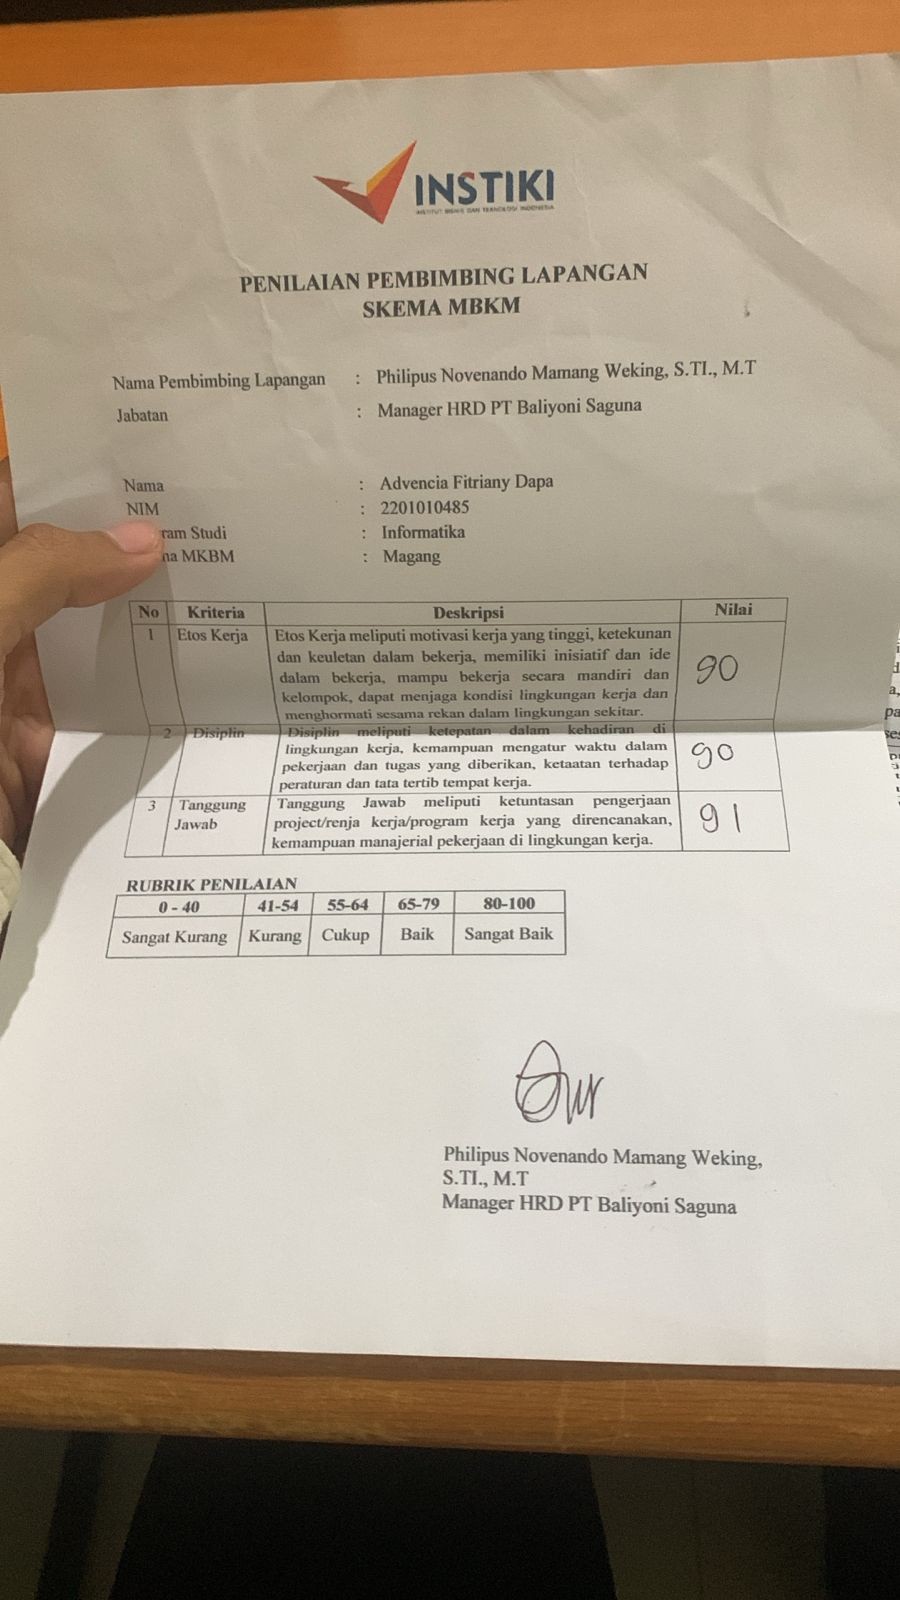 INSTIKI
INSTITUT BISNIS DAN TEKNOLOGI INDONESIA
PENILAIAN PEMBIMBING LAPANGAN
SKEMA MBKM
Nama Pembimbing Lapangan : Philipus Novenando Mamang Weking, S.TI., M.T
Jabatan : Manager HRD PT Baliyoni Saguna
Nama : Advencia Fitriany Dapa
NIM : 2201010485
ram Studi : Informatika
na MKBM : Magang
No Kriteria Deskripsi Nilai
1 Etos Kerja Etos Kerja meliputi motivasi kerja yang tinggi, ketekunan
dan keuletan dalam bekerja, memiliki inisiatif dan ide
dalam bekerja, mampu bekerja secara mandiri dan 90
kelompok, dapat menjaga kondisi lingkungan kerja dan
menghormati sesama rekan dalam lingkungan sekitar.
2 Disiplin Disiplin meliputi ketepatan dalam kehadiran di
lingkungan kerja, kemampuan mengatur waktu dalam 90
pekerjaan dan tugas yang diberikan, ketaatan terhadap
peraturan dan tata tertib tempat kerja.
3 Tanggung Tanggung Jawab meliputi ketuntasan pengerjaan
Jawab project/renja kerja/program kerja yang direncanakan, 91
kemampuan manajerial pekerjaan di lingkungan kerja.
RUBRIK PENILAIAN
0 - 40 41-54 55-64 65-79 80-100
Sangat Kurang Kurang Cukup Baik Sangat Baik
Philipus Novenando Mamang Weking,
S.TI., M.T
Manager HRD PT Baliyoni Saguna